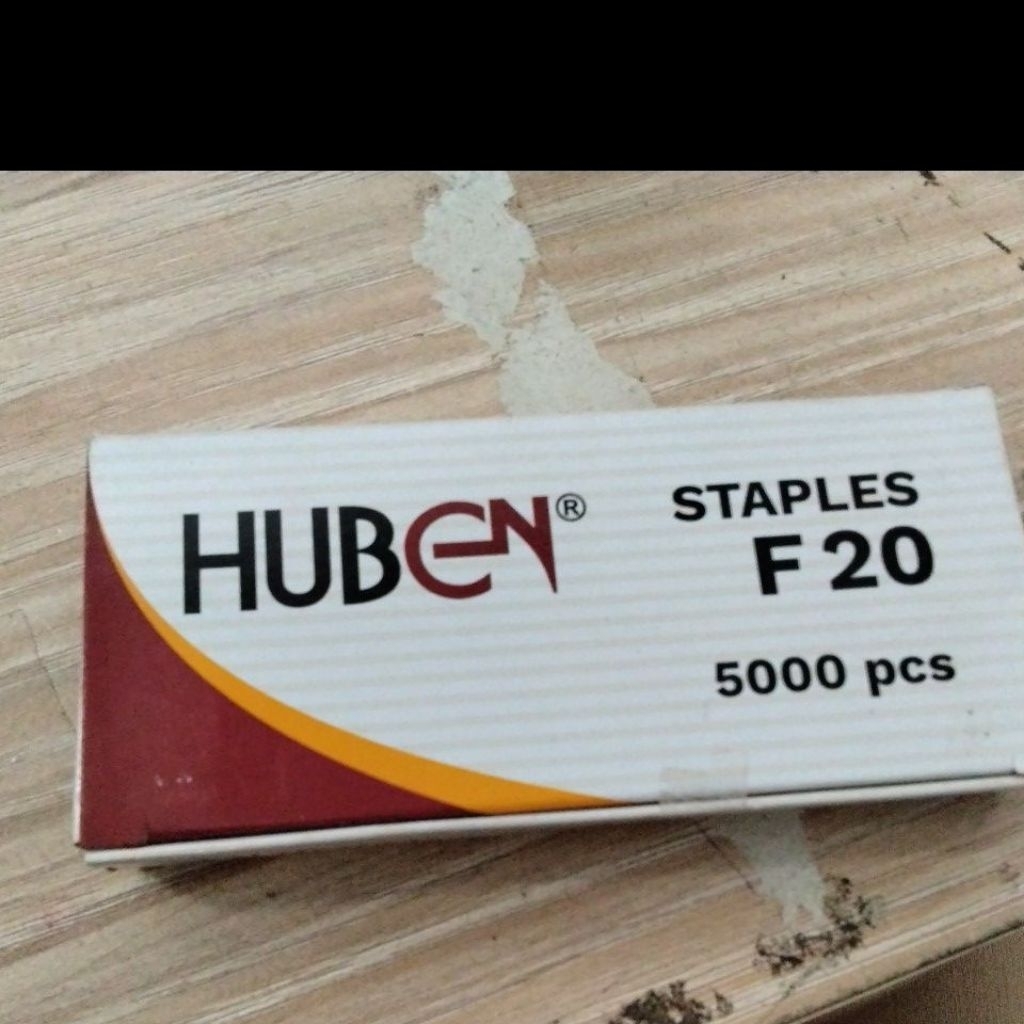 HUBEN®
STAPLES
F 20
5000 pcs